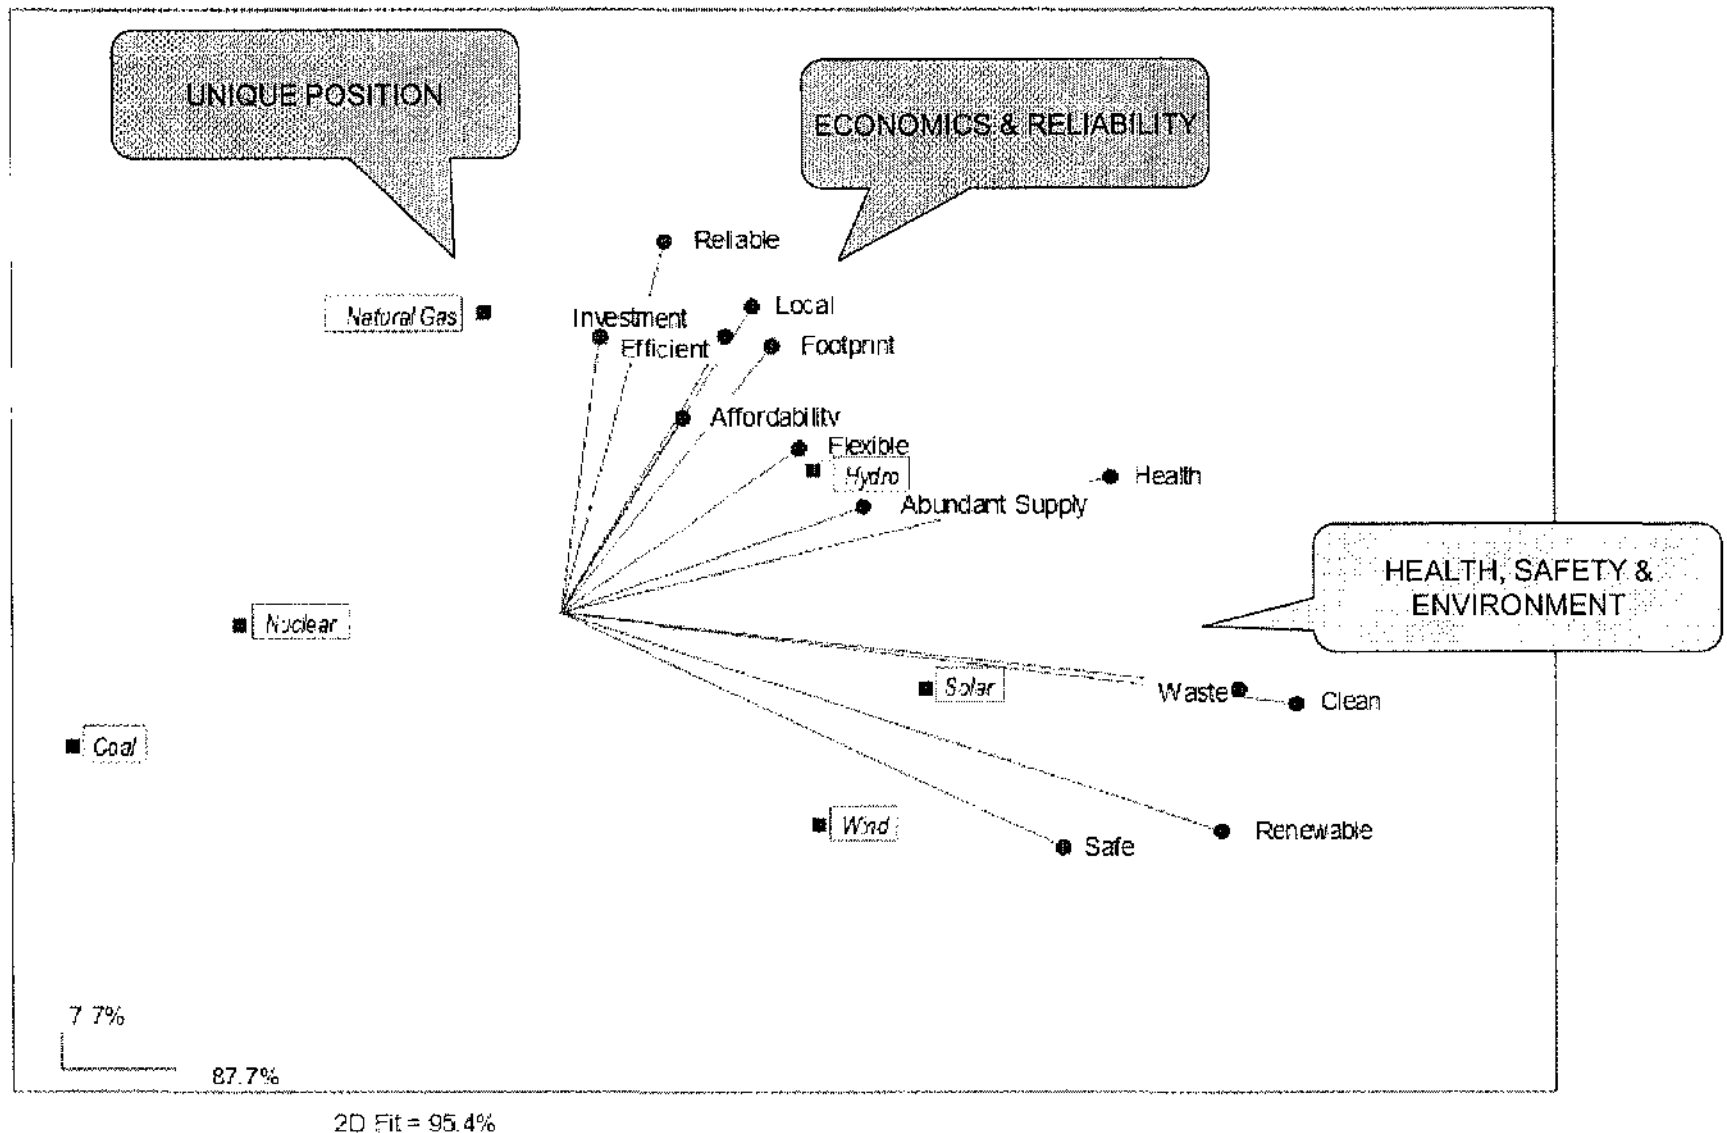 UNIQUE POSITION
ECONOMICS & RELIABILITY
Reliable
Natural Gas
Investment
Local
Efficient
Footprint
Affordability
Flexible
Hydro
Health
Abundant Supply
HEALTH, SAFETY &
ENVIRONMENT
Nuclear
Solar
Waste
Clean
Coal
Wind
Renewable
Safe
7 7%
87.7%
2D Fit = 95.4%